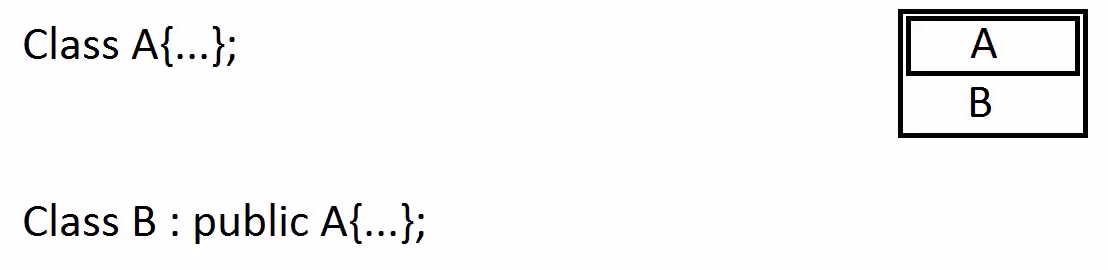 Class A{...};
A
B
Class B : public A{...};